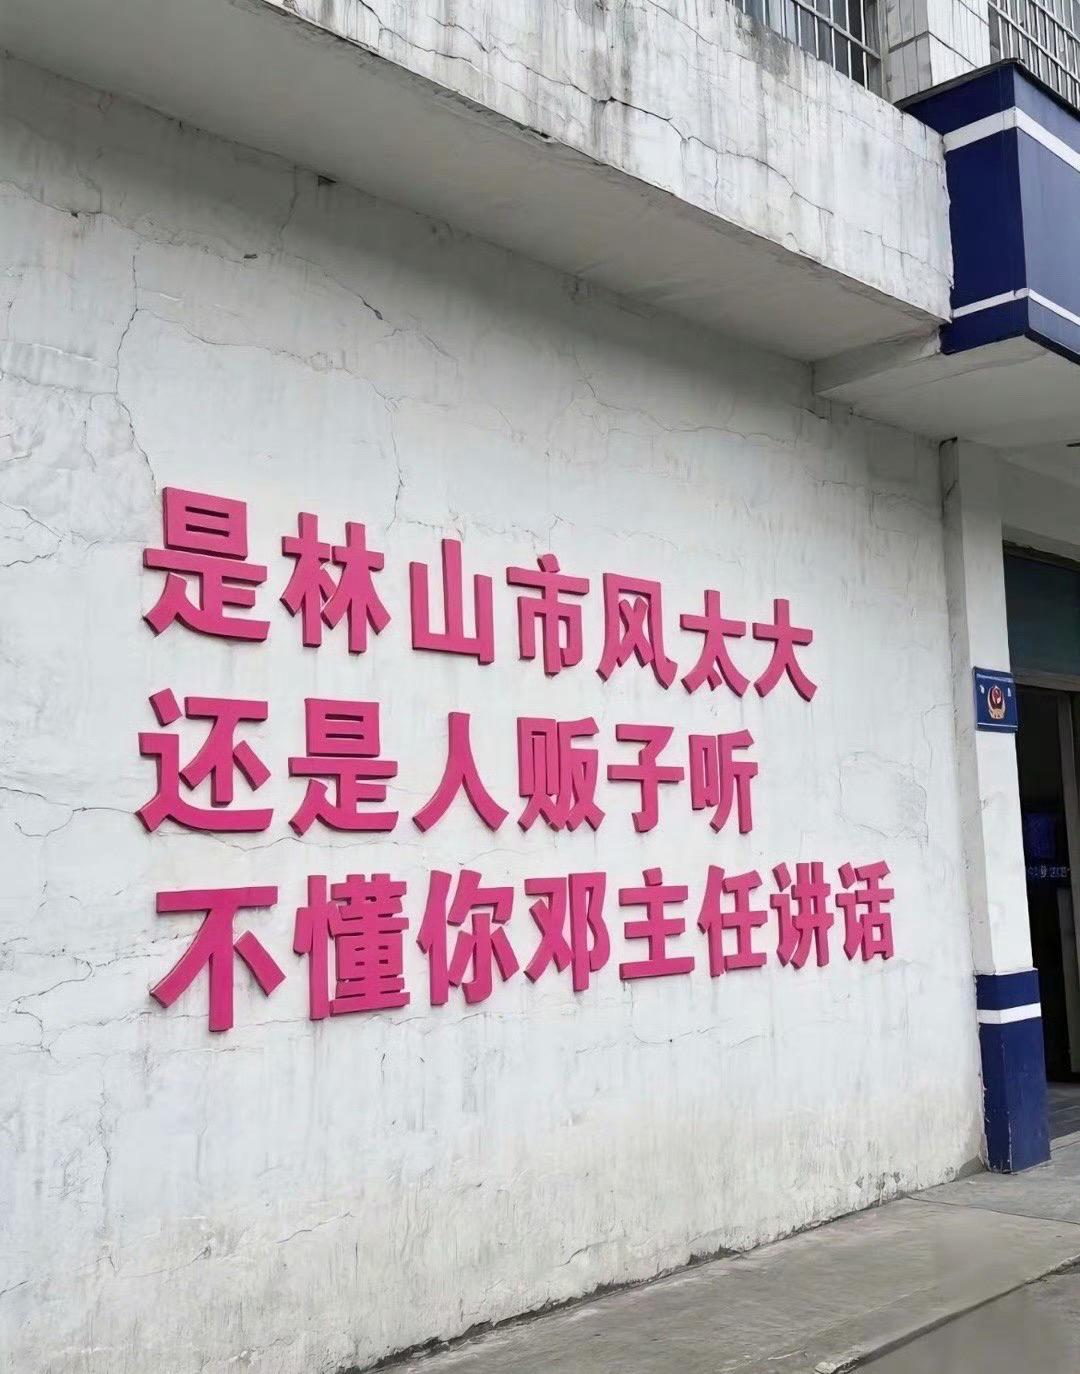 是林山市风太大
还是人贩子听
不懂你邓主任讲话